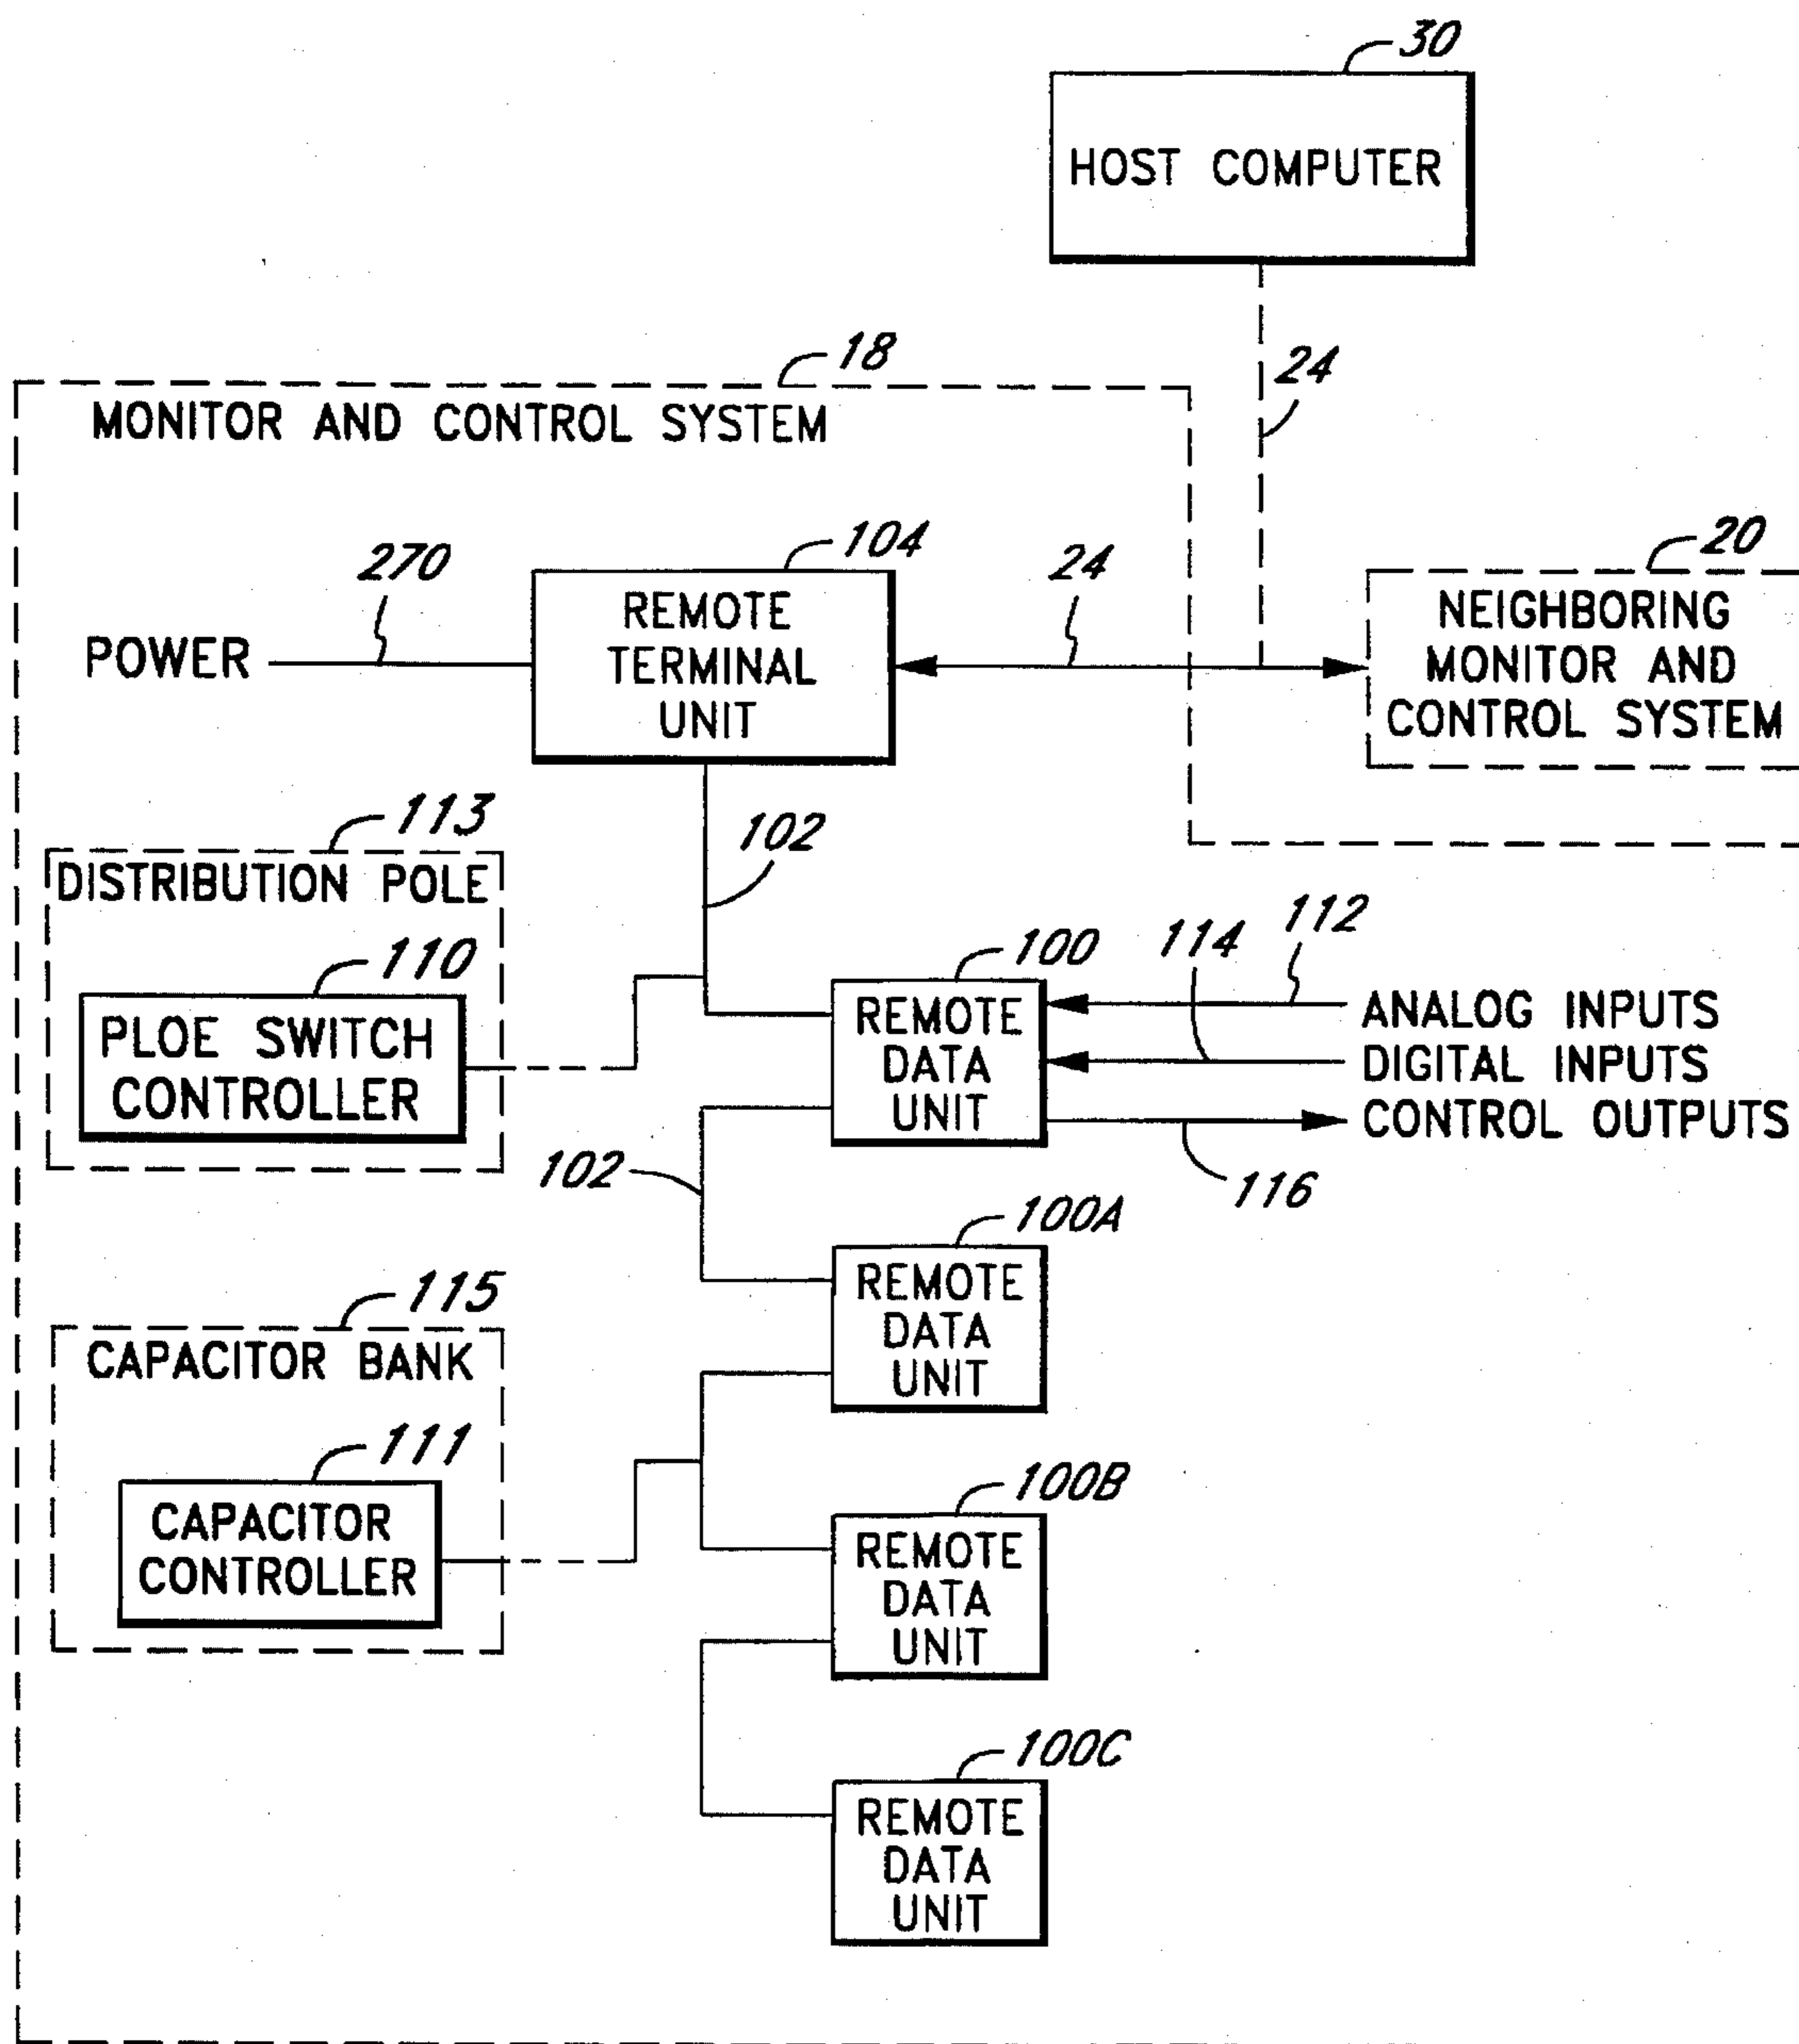 30
HOST COMPUTER
18
24
MONITOR AND CONTROL SYSTEM
270
104
24
20
POWER
REMOTE
TERMINAL
UNIT
NEIGHBORING
MONITOR AND
CONTROL SYSTEM
113
102
DISTRIBUTION POLE
110
PLOE SWITCH
CONTROLLER
100
114
112
REMOTE
DATA
UNIT
ANALOG INPUTS
DIGITAL INPUTS
CONTROL OUTPUTS
102
116
100A
REMOTE
DATA
UNIT
115
CAPACITOR BANK
111
CAPACITOR
CONTROLLER
100B
REMOTE
DATA
UNIT
100C
REMOTE
DATA
UNIT